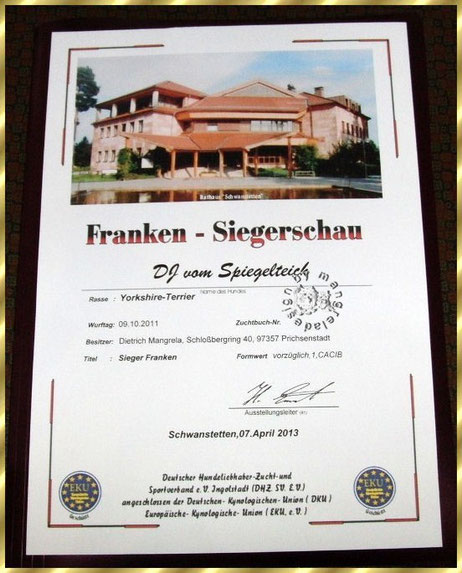 Rathaus "Schwanstetten"
Franken - Siegerschau
DJ vom Spiegelteich
Name des Hundes
Rasse : Yorkshire-Terrier
Wurftag: 09.10.2011 Zuchtbuch-Nr.
Besitzer: Dietrich Mangrela, Schloßbergring 40, 97357 Prichsenstadt
Titel : Sieger Franken Formwert vorzüglich,1,CACIB
Ausstellungsleiter
Schwanstetten,07.April 2013
Deutscher Hundeliebhaber-Zucht-und
Sportverband e.V. Ingolstadt (DHZ. SV. E.V.)
angeschlossen der Deutschen- Kynologischen- Union ( DKU )
Europäische- Kynologische- Union ( EKU, e.V. )
EKU
EKU